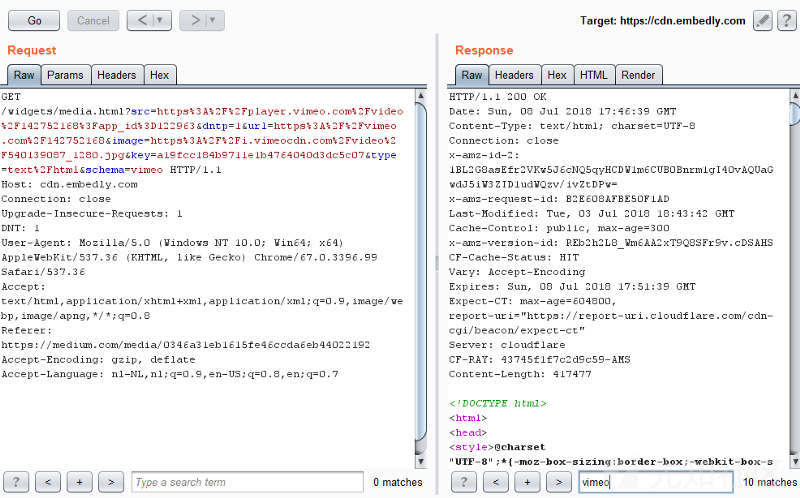 Go Cancel < > Target: https://cdn.embedly.com ?
Request
Raw Params Headers Hex
GET
/widgets/media.html?src=https%3A%2F%2Fplayer.vimeo.com%2Fvideo
%2F142752168%3Fapp_id%3D122963&dntp=1&url=https%3A%2F%2Fvimeo
.com%2F142752168&image=https%3A%2F%2Fi.vimeocdn.com%2Fvideo%2
F540139087_1280.jpg&key=a19fcc184b9711e1b4764040d3dc5c07&type
=text%2Fhtml&schema=vimeo HTTP/1.1
Host: cdn.embedly.com
Connection: close
Upgrade-Insecure-Requests: 1
DNT: 1
User-Agent: Mozilla/5.0 (Windows NT 10.0; Win64; x64)
AppleWebKit/537.36 (KHTML, like Gecko) Chrome/67.0.3396.99
Safari/537.36
Accept:
text/html,application/xhtml+xml,application/xml;q=0.9,image/we
bp,image/apng,*/*;q=0.8
Referer:
https://medium.com/media/0346a31eb1615fe46ccda6eb44022192
Accept-Encoding: gzip, deflate
Accept-Language: nl-NL,nl;q=0.9,en-US;q=0.8,en;q=0.7
? < + > Type a search term 0 matches
Response
Raw Headers Hex HTML Render
HTTP/1.1 200 OK
Date: Sun, 08 Jul 2018 17:46:39 GMT
Content-Type: text/html; charset=UTF-8
Connection: close
x-amz-id-2:
1BL2G8asEfr2VKw5J6cNQ5qyHCDW1m6CUB0Bnrm1gI4OvAQUaG
wdJ5iW3ZID1udWQzv/ivZtDPw=
x-amz-request-id: B2E608AFBE50F1AD
Last-Modified: Tue, 03 Jul 2018 18:43:42 GMT
Cache-Control: public, max-age=300
x-amz-version-id: REb2h2L8_Wm6AA2xT9Q8SFr9v.cDSAHS
CF-Cache-Status: HIT
Vary: Accept-Encoding
Expires: Sun, 08 Jul 2018 17:51:39 GMT
Expect-CT: max-age=604800,
report-uri="https://report-uri.cloudflare.com/cdn-
cgi/beacon/expect-ct"
Server: cloudflare
CF-RAY: 43745f1f7c2d9c59-AMS
Content-Length: 417477
<!DOCTYPE html>
<html>
<head>
<style>@charset
"UTF-8";*{-moz-box-sizing:border-box;-webkit-box-s
? < + > vimeo 10 matches